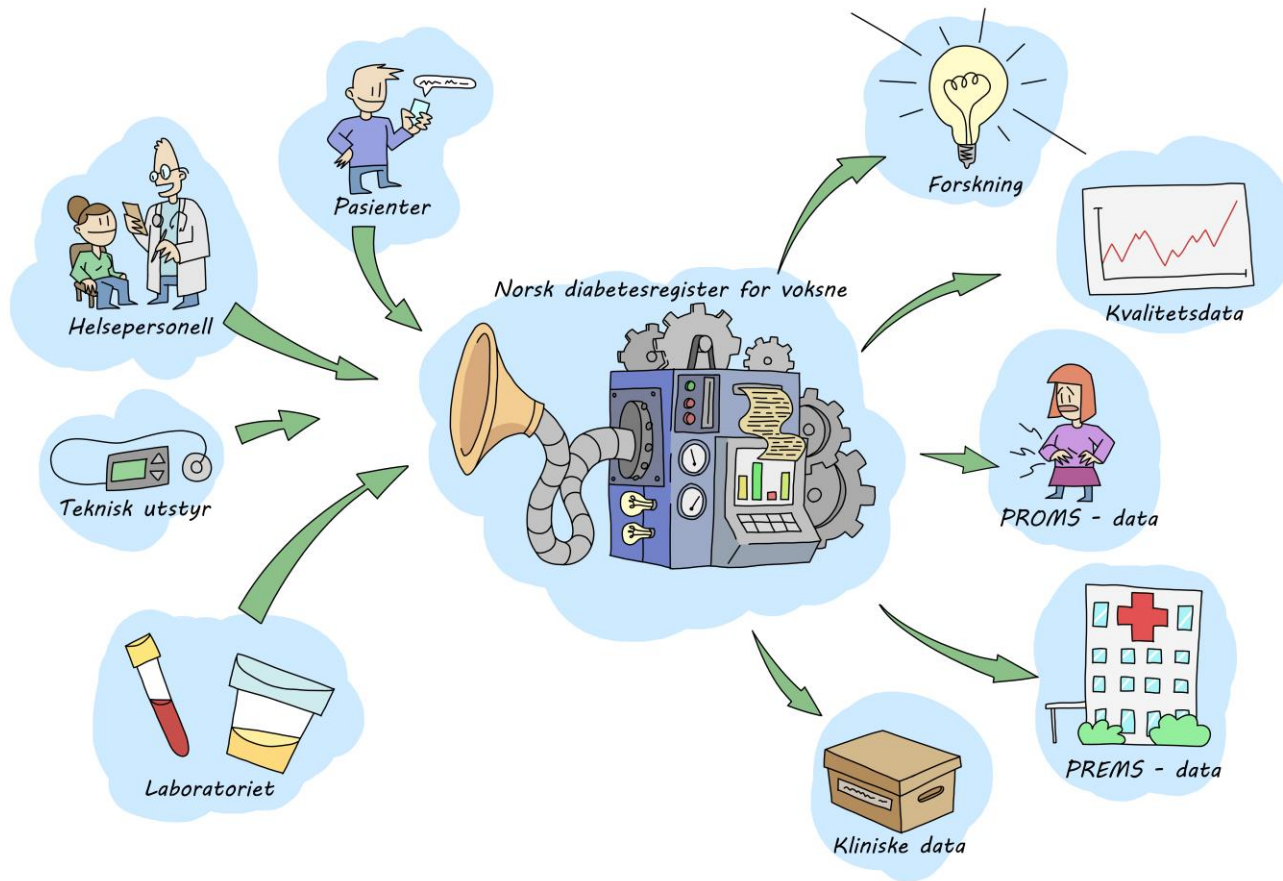 Pasienter
Helsepersonell
Teknisk utstyr
Laboratoriet
Norsk diabetesregister for voksne
Forskning
Kvalitetsdata
PROMS - data
PREMS - data
Kliniske data